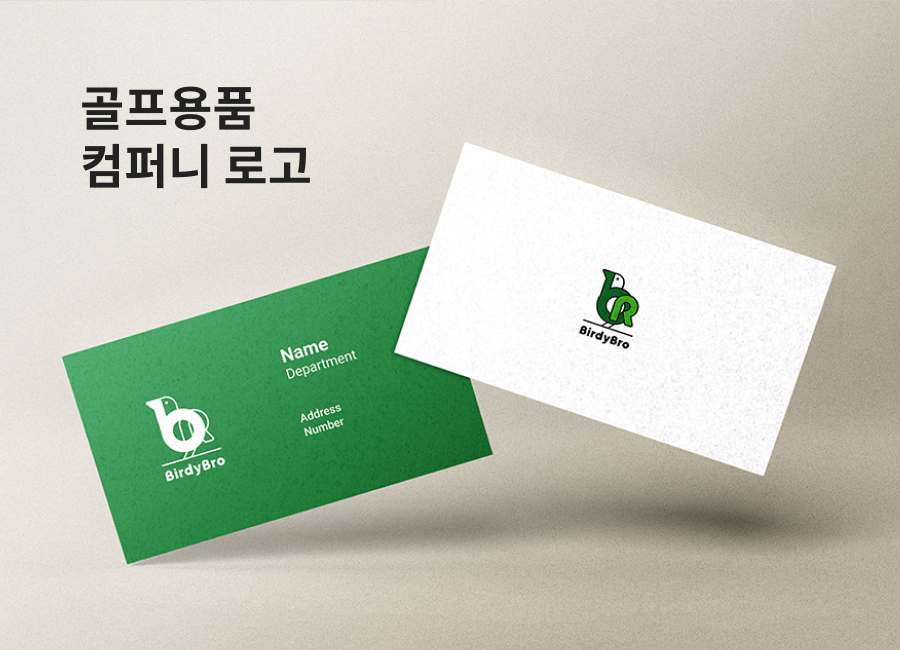 골프용품
컴퍼니 로고
BirdyBro
Name
Department
Address
Number
BirdyBro